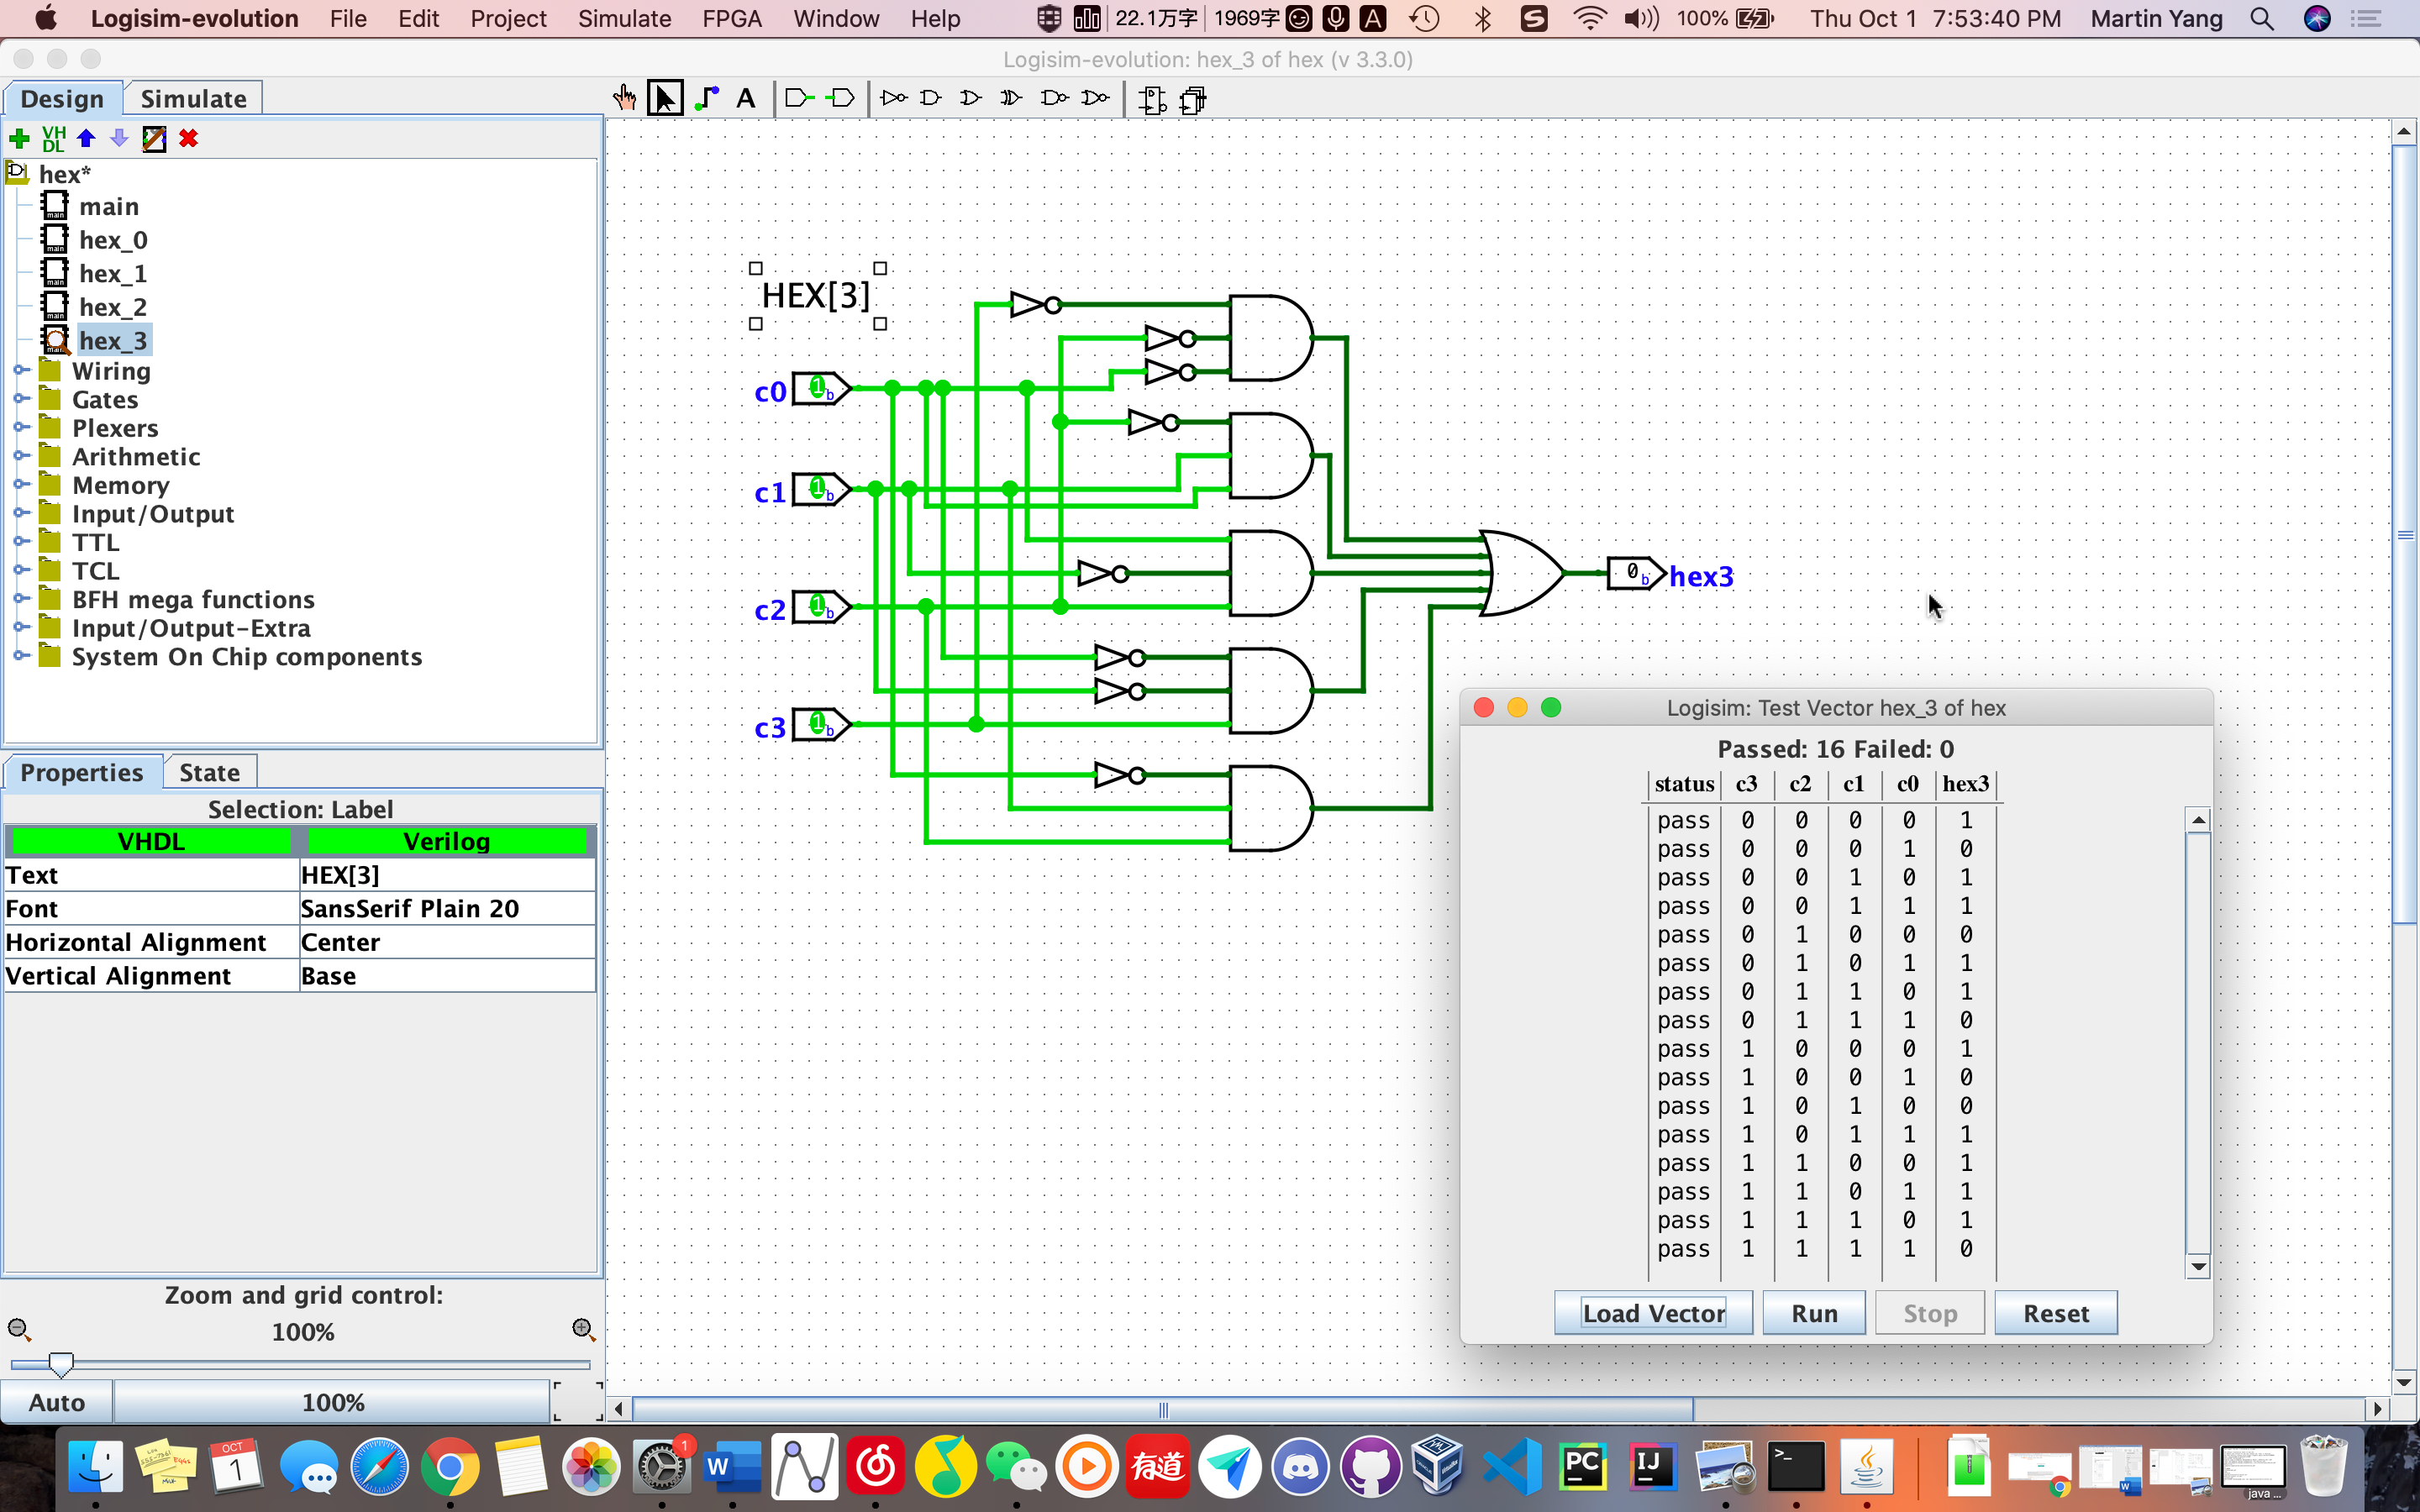 Logisim-evolution File Edit Project Simulate FPGA Window Help 22.1万字 1969字 A S 100% Thu Oct 1 7:53:40 PM Martin Yang
Logisim-evolution: hex_3 of hex (v 3.3.0)
Design Simulate
A
VH
DL
hex*
main
hex_0
hex_1
hex_2
hex_3
Wiring
Gates
Plexers
Arithmetic
Memory
Input/Output
TTL
TCL
BFH mega functions
Input/Output-Extra
System On Chip components
Properties State
Selection: Label
VHDL Verilog
Text HEX[3]
Font SansSerif Plain 20
Horizontal Alignment Center
Vertical Alignment Base
Zoom and grid control:
100%
Auto 100%
HEX[3]
c0 1b
c1 1b
c2 1b
c3 1b
0b hex3
Logisim: Test Vector hex_3 of hex
Passed: 16 Failed: 0
status c3 c2 c1 c0 hex3
pass 0 0 0 0 1
pass 0 0 0 1 0
pass 0 0 1 0 1
pass 0 0 1 1 1
pass 0 1 0 0 0
pass 0 1 0 1 1
pass 0 1 1 0 1
pass 0 1 1 1 0
pass 1 0 0 0 1
pass 1 0 0 1 0
pass 1 0 1 0 0
pass 1 0 1 1 1
pass 1 1 0 0 1
pass 1 1 0 1 1
pass 1 1 1 0 1
pass 1 1 1 1 0
Load Vector Run Stop Reset
OCT
1
1
W
有道
PC
IJ
>_
java ...